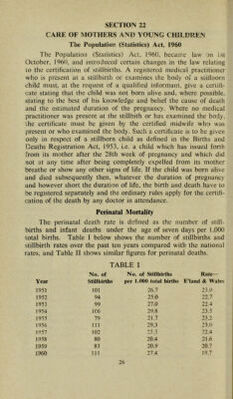 SECTION 22
CARE OF MOTHERS AND YOUNG CHILDREN
The Population (Statistics) Act, 1960
The Population (Statistics) Act, 1960, became law on 1st
October, 1960, and introduced certain changes in the law relating
to the certification of stillbirths. A registered medical practitioner
who is present at a stillbirth or examines the body of a stillborn
child must, at the request of a qualified informant, give a certifi-
cate stating that the child was not born alive and, where possible,
stating to the best of his knowledge and belief the cause of death
and the estimated duration of the pregnancy. Where no medical
practitioner was present at the stillbirth or has examined the body,
the certificate must be given by the certified midwife who was
present or who examined the body. Such a certificate is to be given
only in respect of a stillborn child as defined in the Births and
Deaths Registration Act, 1953, i.e. a child which has issued forth
from its mother after the 28th week of pregnancy and which did
not at any time after being completely expelled from its mother
breathe or show any other signs of life. If the child was born alive
and died subsequently then, whatever the duration of pregnancy
and however short the duration of life, the birth and death have to
be registered separately and the ordinary rules apply for the certifi-
cation of the death by any doctor in attendance.
Perinatal Mortality
The perinatal death rate is defined as the number of still-
births and infant deaths under the age of seven days per 1,000
total births. Table I below shows the number of stillbirths and
stillbirth rates over the past ten years compared with the national
rates, and Table II shows similar figures for perinatal deaths.
TABLE I
No. of No. of Stillbirths Rate—
Year Stillbirths per 1,000 total births E'land & Wales
1951 101 26.7 23.0
1952 94 25.0 22.7
1953 99 27.0 22.4
1954 106 29.8 23.5
1955 79 21.7 23.2
1956 111 29.3 23.0
1957 102 22.4
1958 80 20.4 21.6
1959 83 20.9 20.7
1960 111 27.4 19.7
26